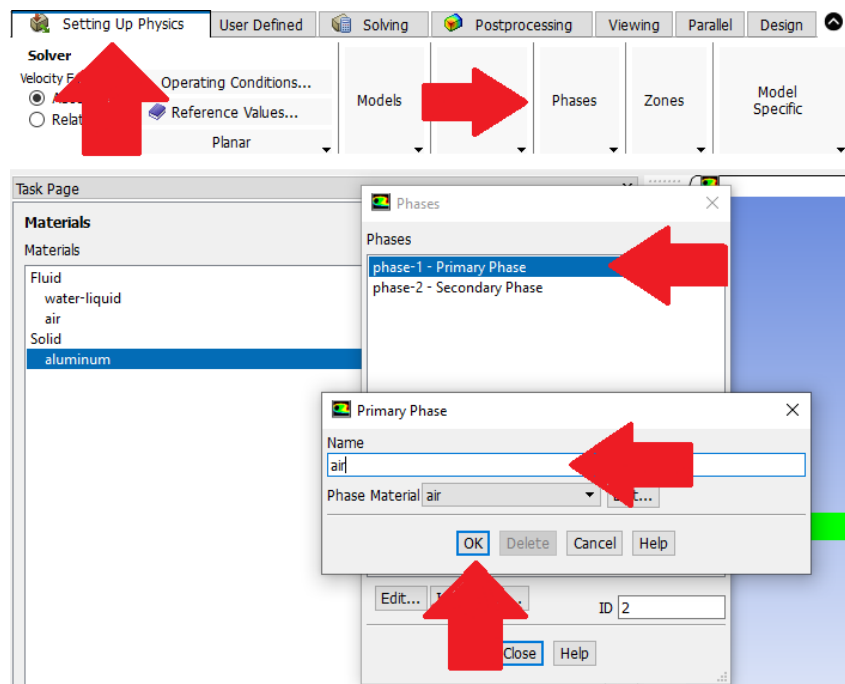 Setting Up Physics User Defined Solving Postprocessing Viewing Parallel Design
Solver
Operating Conditions...
Reference Values...
Planar
Models
Phases
Zones
Model
Specific
Task Page
Materials
Materials
Fluid
water-liquid
air
Solid
aluminum
Phases
Phases
phase-1 - Primary Phase
phase-2 - Secondary Phase
Primary Phase
Name
air
Phase Material air
OK Delete Cancel Help
Edit...
ID 2
Close Help